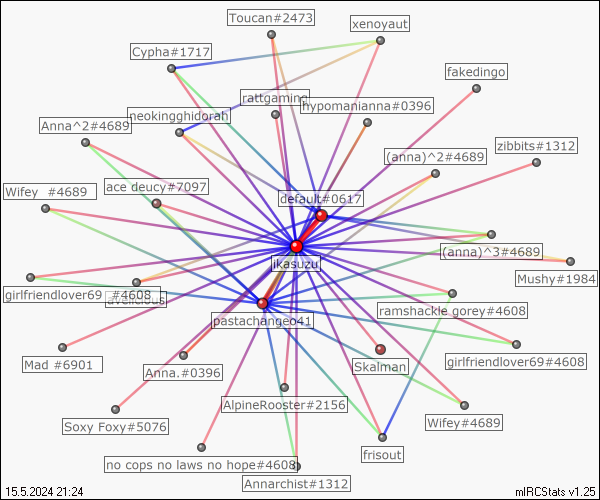 Toucan#2473
xenoyaut
Cypha#1717
fakedingo
rattgaming
hypomanianna#0396
neokingghidorah
Anna^2#4689
zibbits#1312
(anna)^2#4689
Wifey  #4689
ace deucy#7097
default#0617
(anna)^3#4689
ikasuzu
Mushy#1984
girlfriendlover69  #4608
ramshackle gorey#4608
pastachangeo41
Mad #6901
Anna.#0396
Skalman
girlfriendlover69#4608
Soxy Foxy#5076
AlpineRooster#2156
Wifey#4689
no cops no laws no hope#4608
frisout
Annarchist#1312
15.5.2024 21:24
mIRCStats v1.25